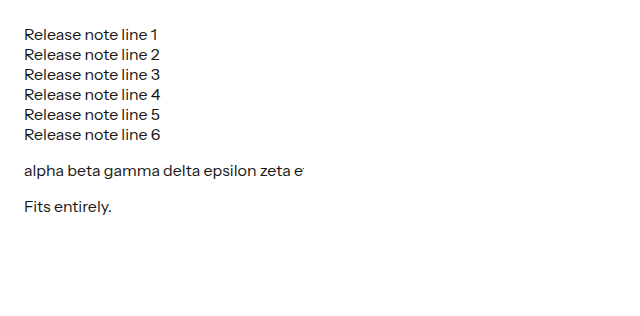 Release note line 1
Release note line 2
Release note line 3
Release note line 4
Release note line 5
Release note line 6
alpha beta gamma delta epsilon zeta
Fits entirely.